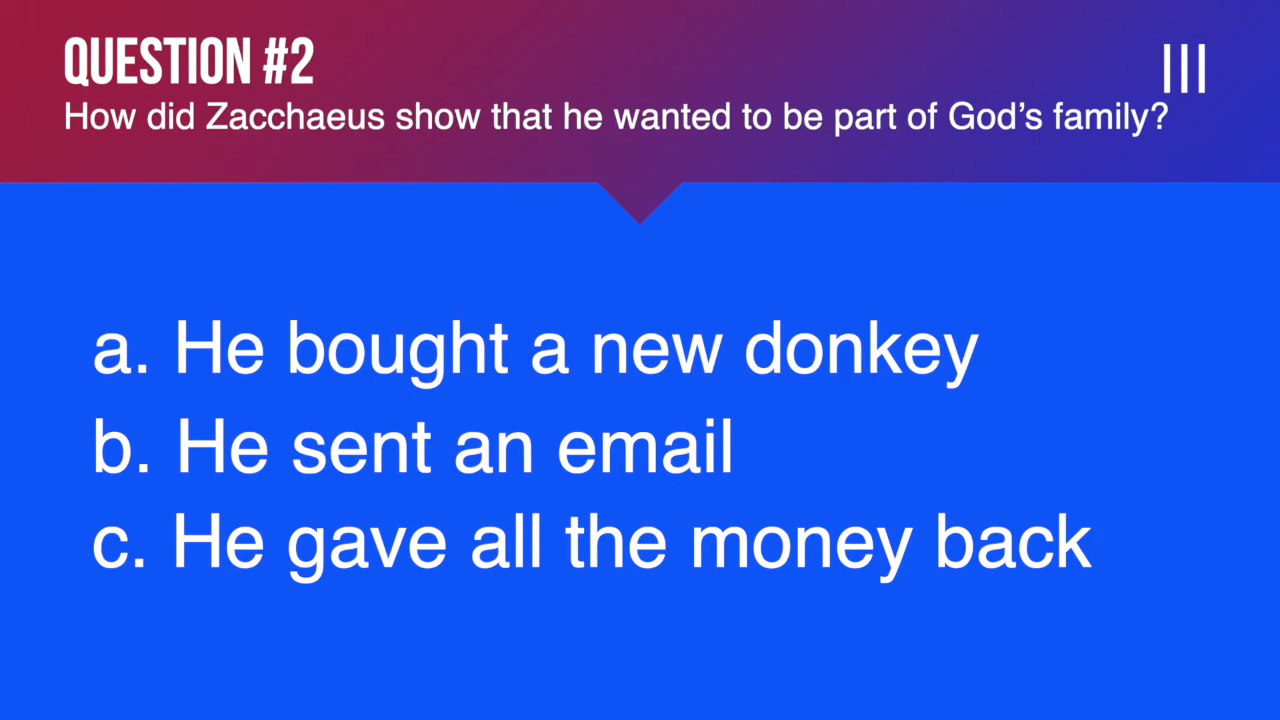 QUESTION #2
How did Zacchaeus show that he wanted to be part of God’s family?
a. He bought a new donkey
b. He sent an email
c. He gave all the money back